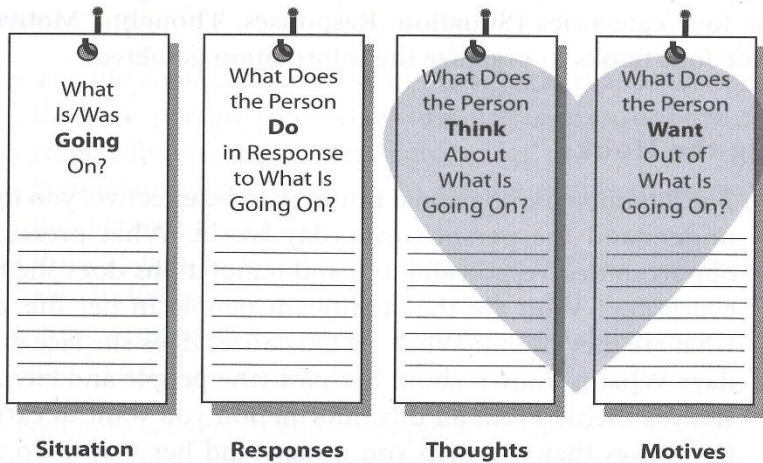 What
Is/Was
Going
On?
Situation
What Does
the Person
Do
in Response
to What Is
Going On?
Responses
What Does
the Person
Think
About
What Is
Going On?
Thoughts
What Does
the Person
Want
Out of
What Is
Going On?
Motives